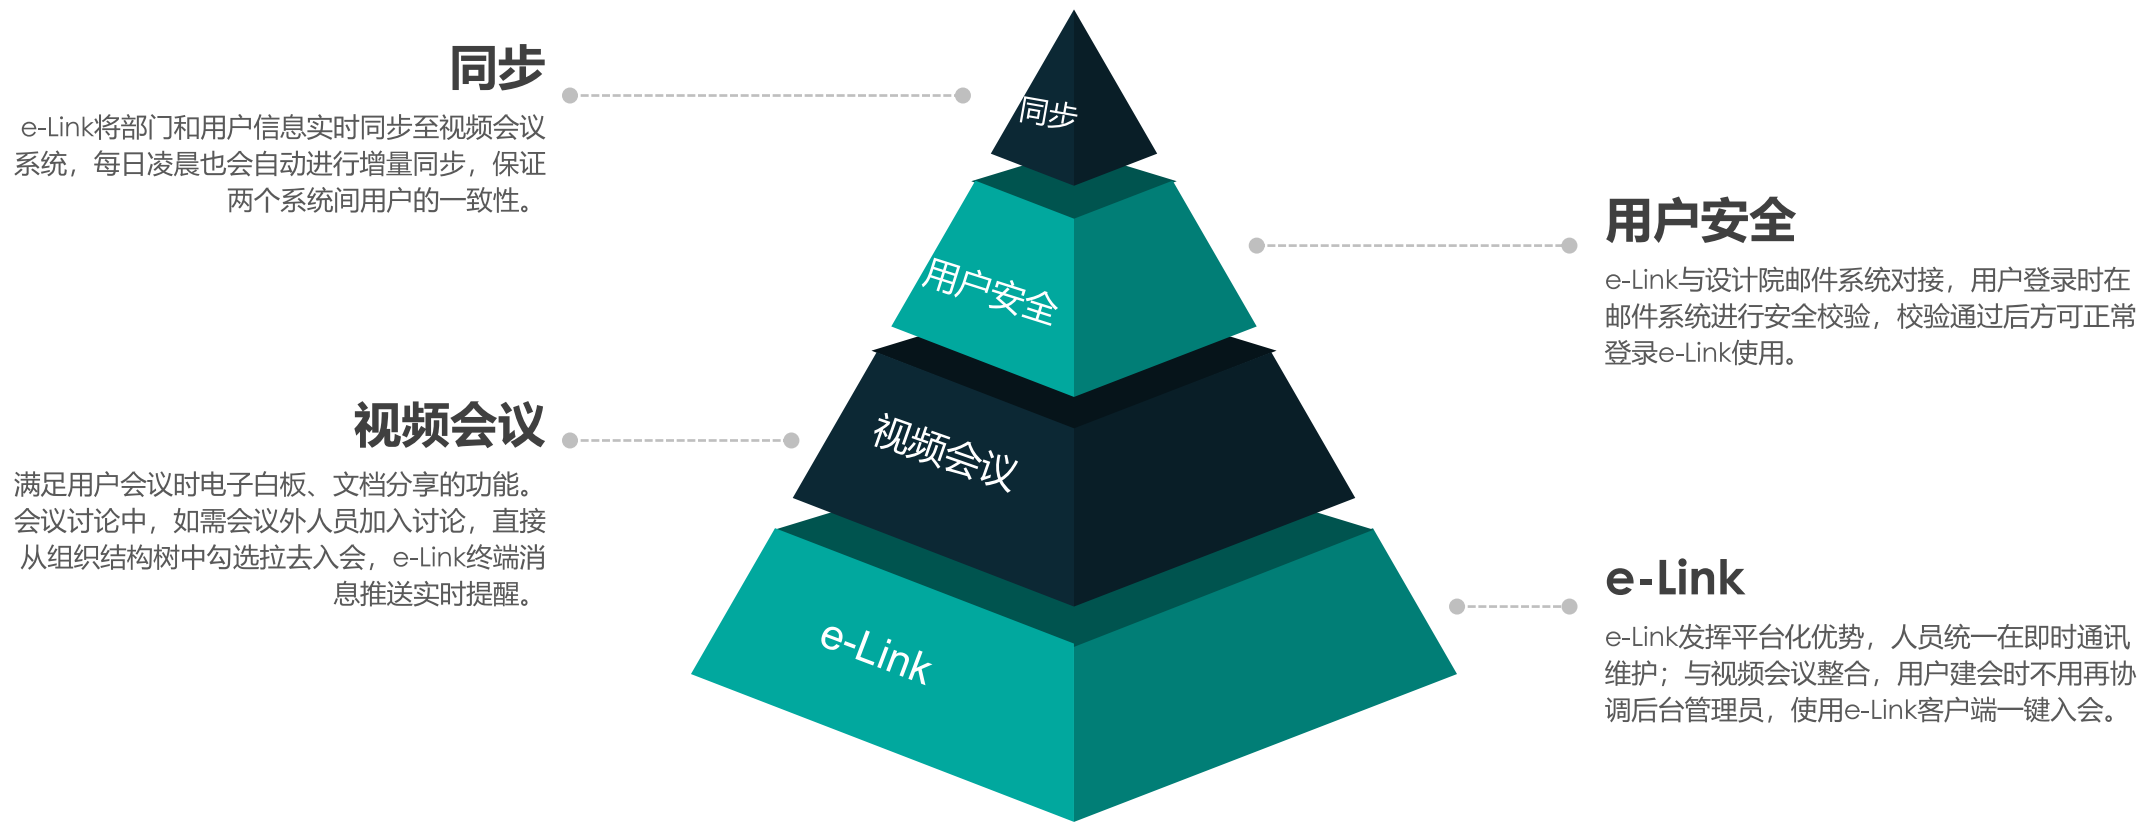 同步
e-Link将部门和用户信息实时同步至视频会议
系统，每日凌晨也会自动进行增量同步，保证
两个系统间用户的一致性。
同步
用户安全
e-Link与设计院邮件系统对接，用户登录时在
邮件系统进行安全校验，校验通过后方可正常
登录e-Link使用。
用户安全
视频会议
满足用户会议时电子白板、文档分享的功能。
会议讨论中，如需会议外人员加入讨论，直接
从组织结构树中勾选拉去入会，e-Link终端消
息推送实时提醒。
视频会议
e-Link
e-Link发挥平台化优势，人员统一在即时通讯
维护；与视频会议整合，用户建会时不用再协
调后台管理员，使用e-Link客户端一键入会。
e-Link